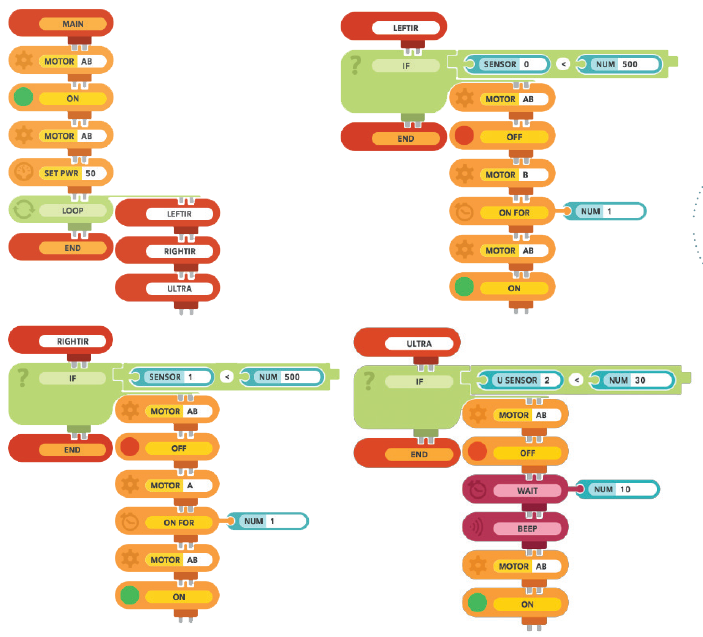 MAIN
MOTOR AB
ON
MOTOR AB
SET PWR 50
LOOP
LEFTIR
RIGHTIR
ULTRA
END
LEFTIR
? IF SENSOR 0 < NUM 500
MOTOR AB
OFF
MOTOR B
ON FOR NUM 1
MOTOR AB
ON
END
RIGHTIR
? IF SENSOR 1 < NUM 500
MOTOR AB
OFF
MOTOR A
ON FOR NUM 1
MOTOR AB
ON
END
ULTRA
? IF U SENSOR 2 < NUM 30
MOTOR AB
OFF
WAIT NUM 10
BEEP
MOTOR AB
ON
END